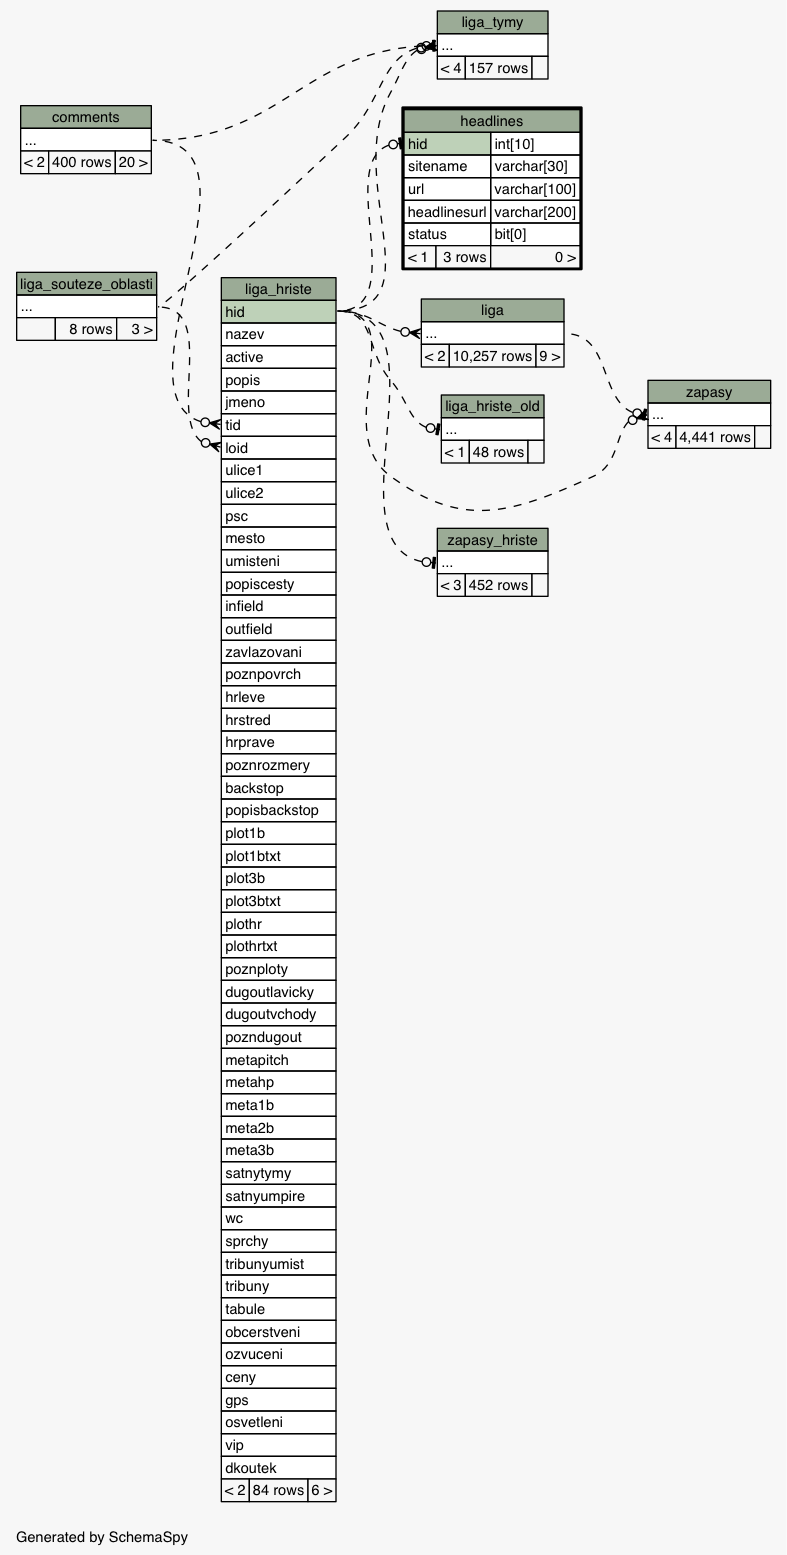 liga_tymy
...
< 4 157 rows
comments
...
< 2 400 rows 20 >
headlines
hid int[10]
sitename varchar[30]
url varchar[100]
headlinesurl varchar[200]
status bit[0]
< 1 3 rows 0 >
liga_souteze_oblasti
...
8 rows 3 >
liga_hriste
hid
nazev
active
popis
jmeno
tid
loid
ulice1
ulice2
psc
mesto
umisteni
popiscesty
infield
outfield
zavlazovani
poznpovrch
hrleve
hrstred
hrprave
poznrozmery
backstop
popisbackstop
plot1b
plot1btxt
plot3b
plot3btxt
plothr
plothrtxt
poznploty
dugoutlavicky
dugoutvchody
pozndugout
metapitch
metahp
meta1b
meta2b
meta3b
satnytymy
satnyumpire
wc
sprchy
tribunyumist
tribuny
tabule
obcerstveni
ozvuceni
ceny
gps
osvetleni
vip
dkoutek
< 2 84 rows 6 >
liga
...
< 2 10,257 rows 9 >
liga_hriste_old
...
< 1 48 rows
zapasy
...
< 4 4,441 rows
zapasy_hriste
...
< 3 452 rows
Generated by SchemaSpy